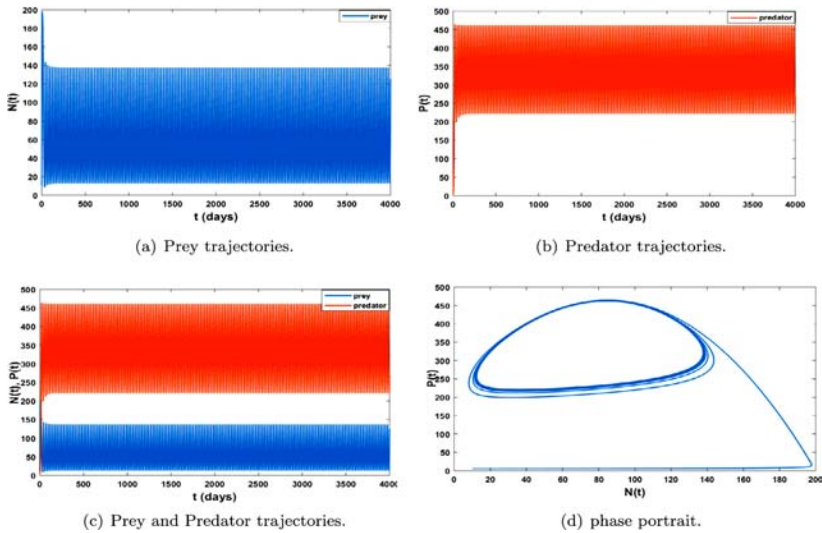 200
180
160
140
120
100
80
60
40
20
0
N(t)
prey
0 500 1000 1500 2000 2500 3000 3500 4000
t (days)
(a) Prey trajectories.
500
450
400
350
300
250
200
150
100
50
0
P(t)
predator
0 500 1000 1500 2000 2500 3000 3500 4000
t (days)
(b) Predator trajectories.
500
450
400
350
300
250
200
150
100
50
0
N(t), P(t)
prey
predator
0 500 1000 1500 2000 2500 3000 3500 4000
t (days)
(c) Prey and Predator trajectories.
500
450
400
350
300
250
200
150
100
50
0
P(t)
0 20 40 60 80 100 120 140 160 180 200
N(t)
(d) phase portrait.